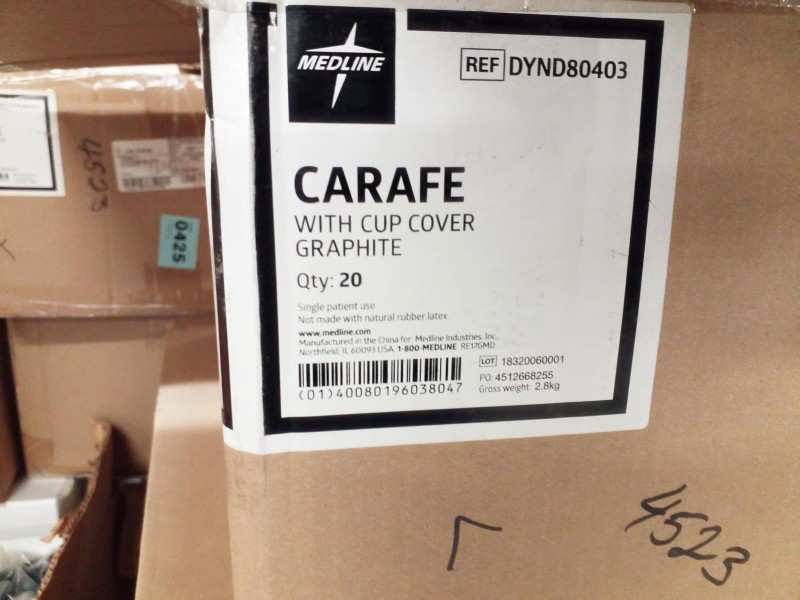 MEDLINE
REF DYND80403
CARAFE
WITH CUP COVER
GRAPHITE
Qty: 20
Single patient use
Not made with natural rubber latex
www.medline.com
Manufactured in the China for: Medline Industries, Inc.,
Northfield, IL 60093 USA. 1-800-MEDLINE RE17GMD
(01)40080196038047
LOT 18320060001
PO: 4512668255
Gross weight: 2.8kg
4523
4523
0425